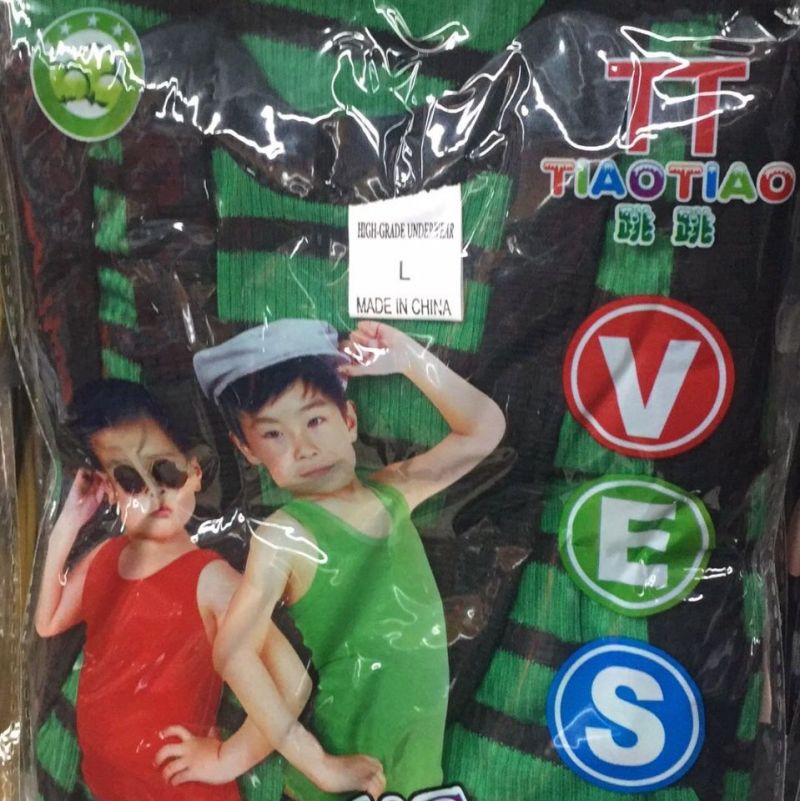 TT
TIAOTIAO
跳 跳
HIGH-GRADE UNDERWEAR
L
MADE IN CHINA
V
E
S